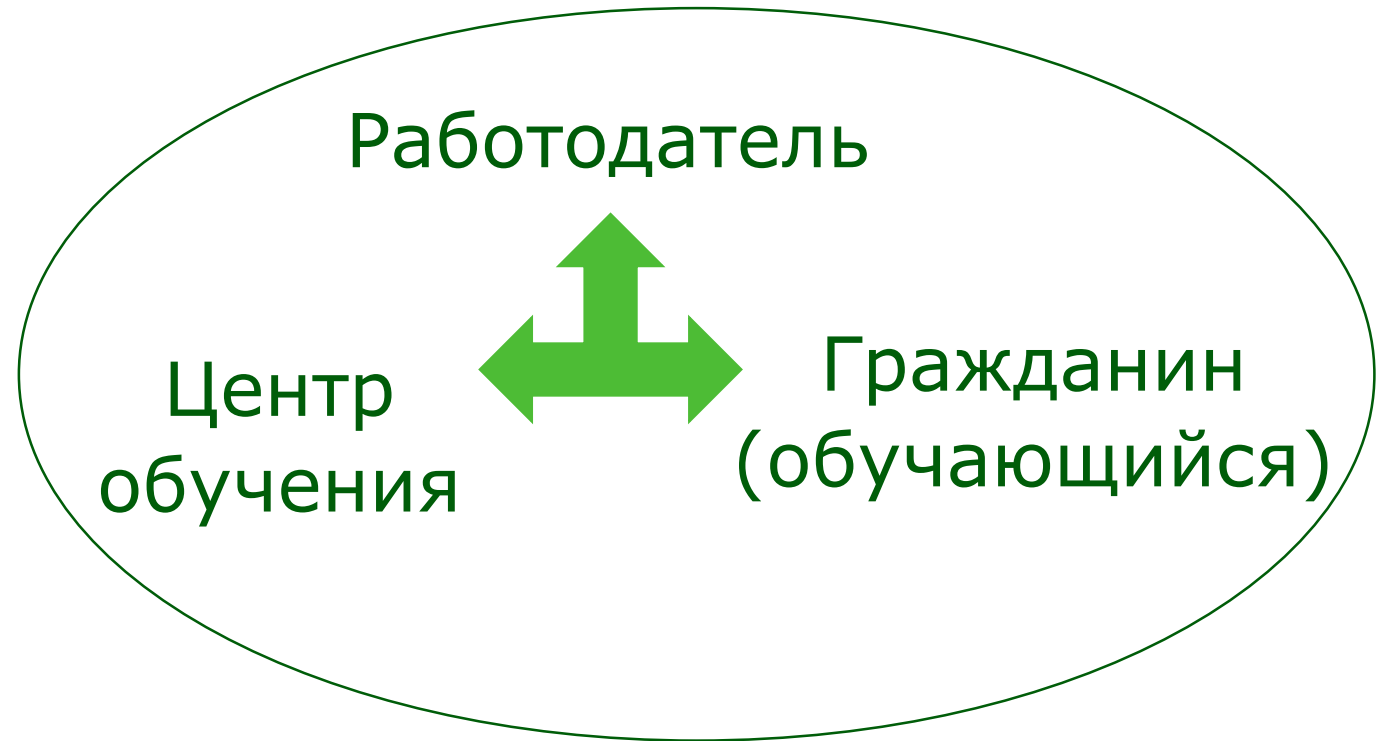 Работодатель
Центр
обучения
Гражданин
(обучающийся)